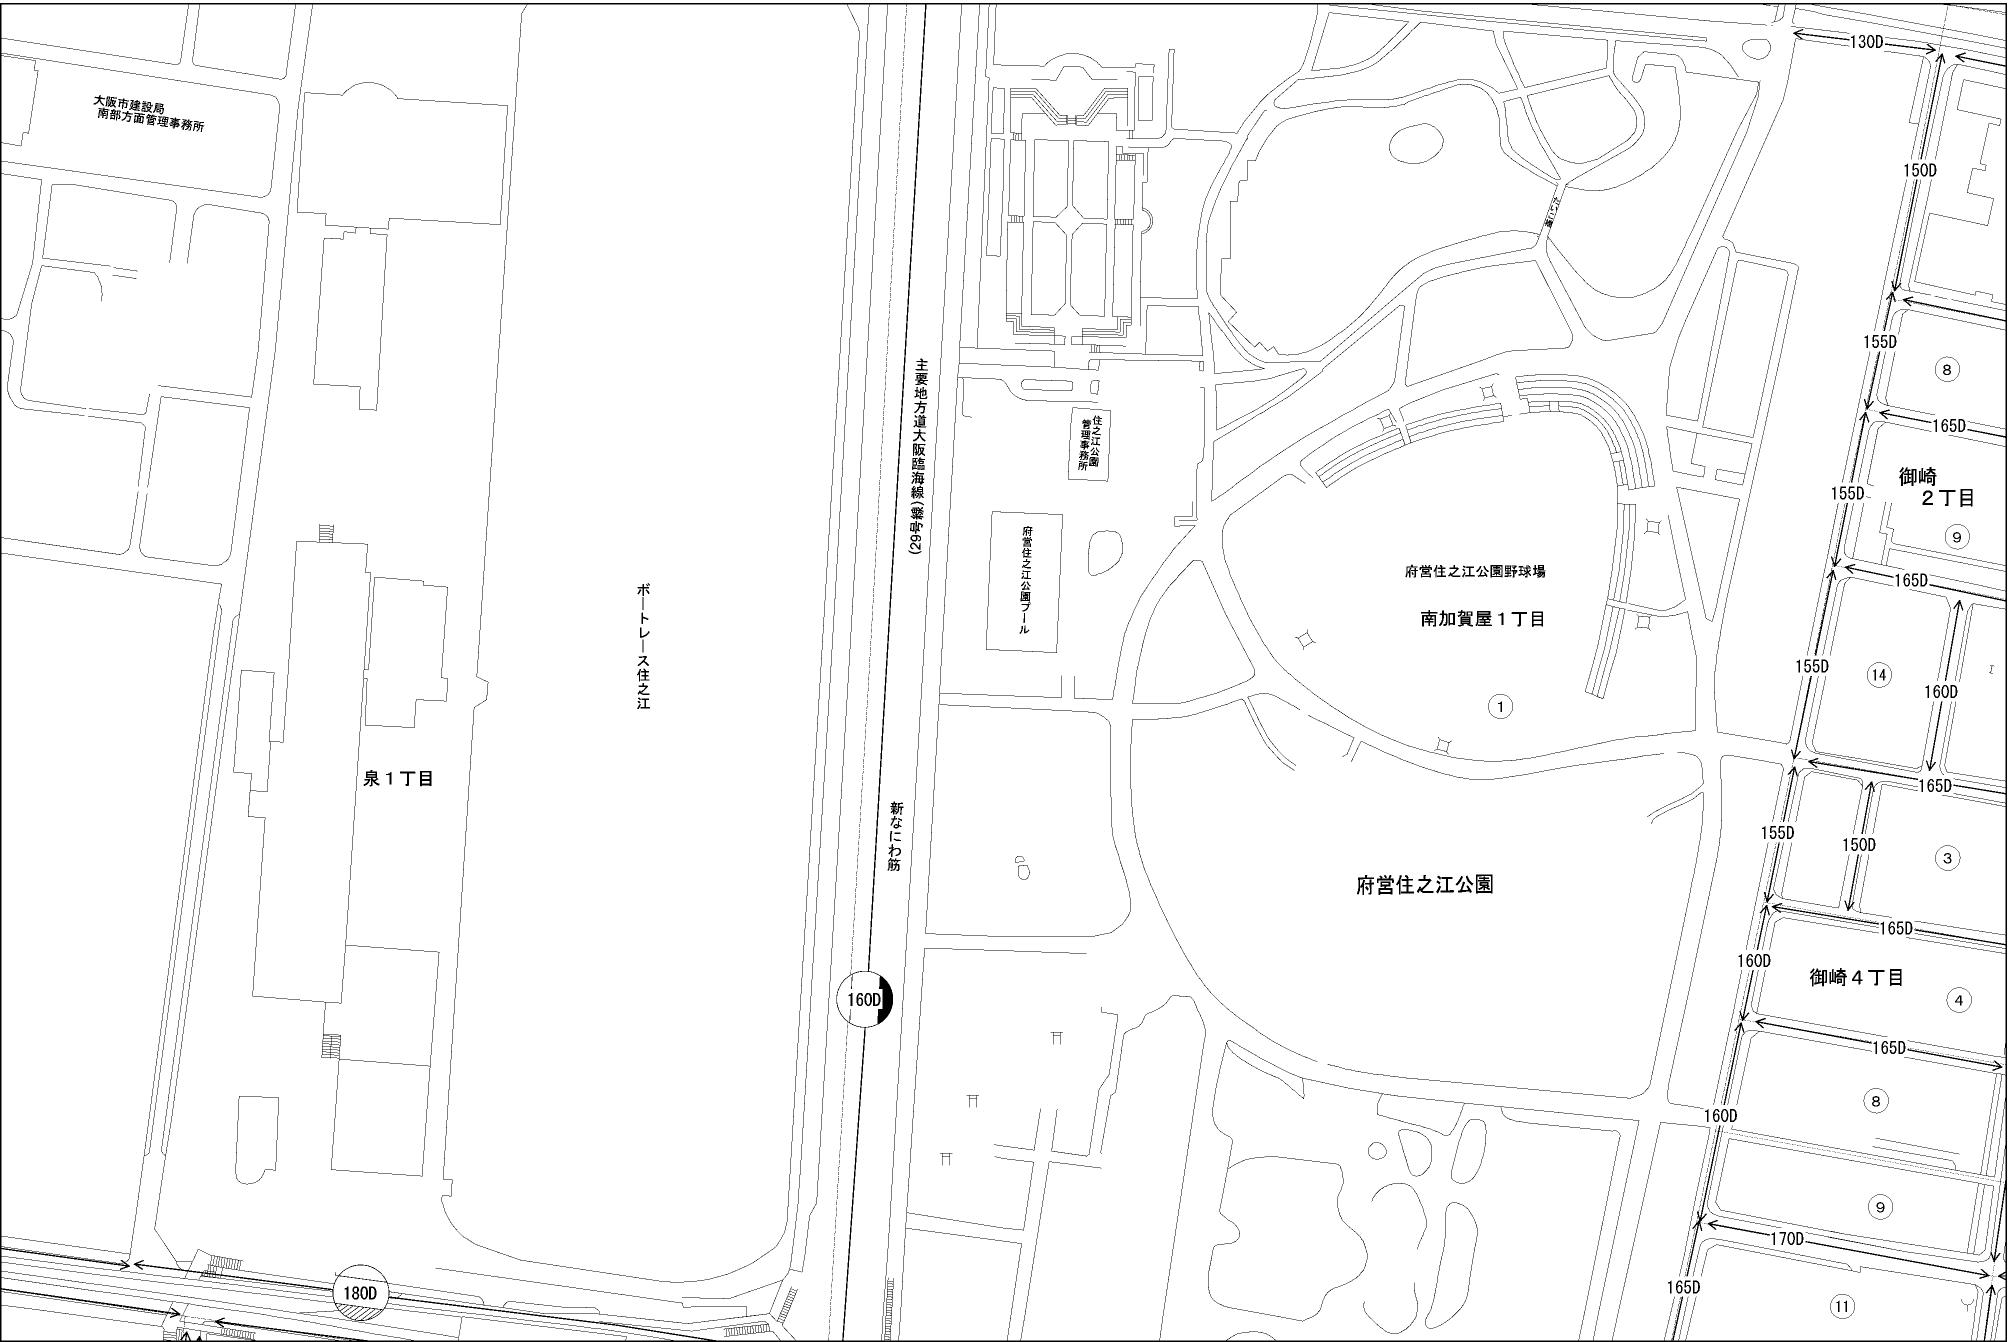 130D
大阪市建設局
南部方面管理事務所
150D
155D
主要地方道大阪臨海線(29号線)
8
165D
住之江公園
管理事務所
御崎
2丁目
155D
9
府営住之江公園プール
府営住之江公園野球場
165D
ボートレース住之江
南加賀屋1丁目
155D
14
160D
1
泉1丁目
165D
新なにわ筋
155D
150D
3
府営住之江公園
165D
160D
御崎4丁目
160D
4
165D
8
160D
9
170D
180D
165D
11